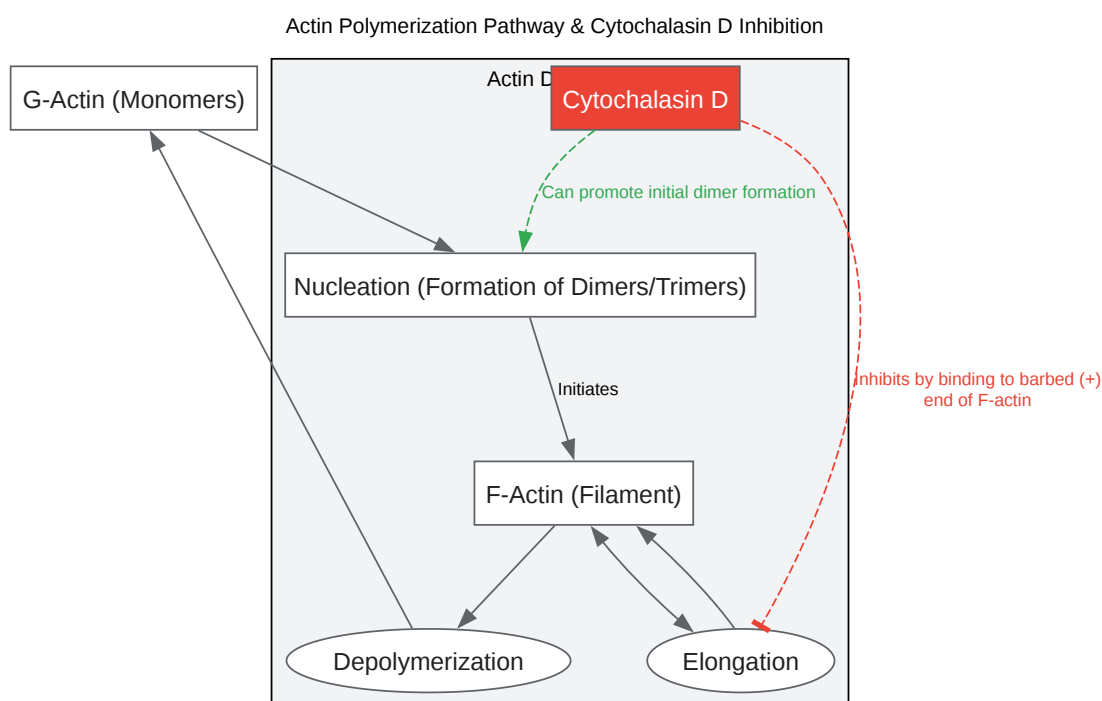 Actin Polymerization Pathway & Cytochalasin D Inhibition
G-Actin (Monomers)
Actin D
Cytochalasin D
Can promote initial dimer formation
Nucleation (Formation of Dimers/Trimers)
Inhibits by binding to barbed (+)
end of F-actin
Initiates
F-Actin (Filament)
Depolymerization
Elongation